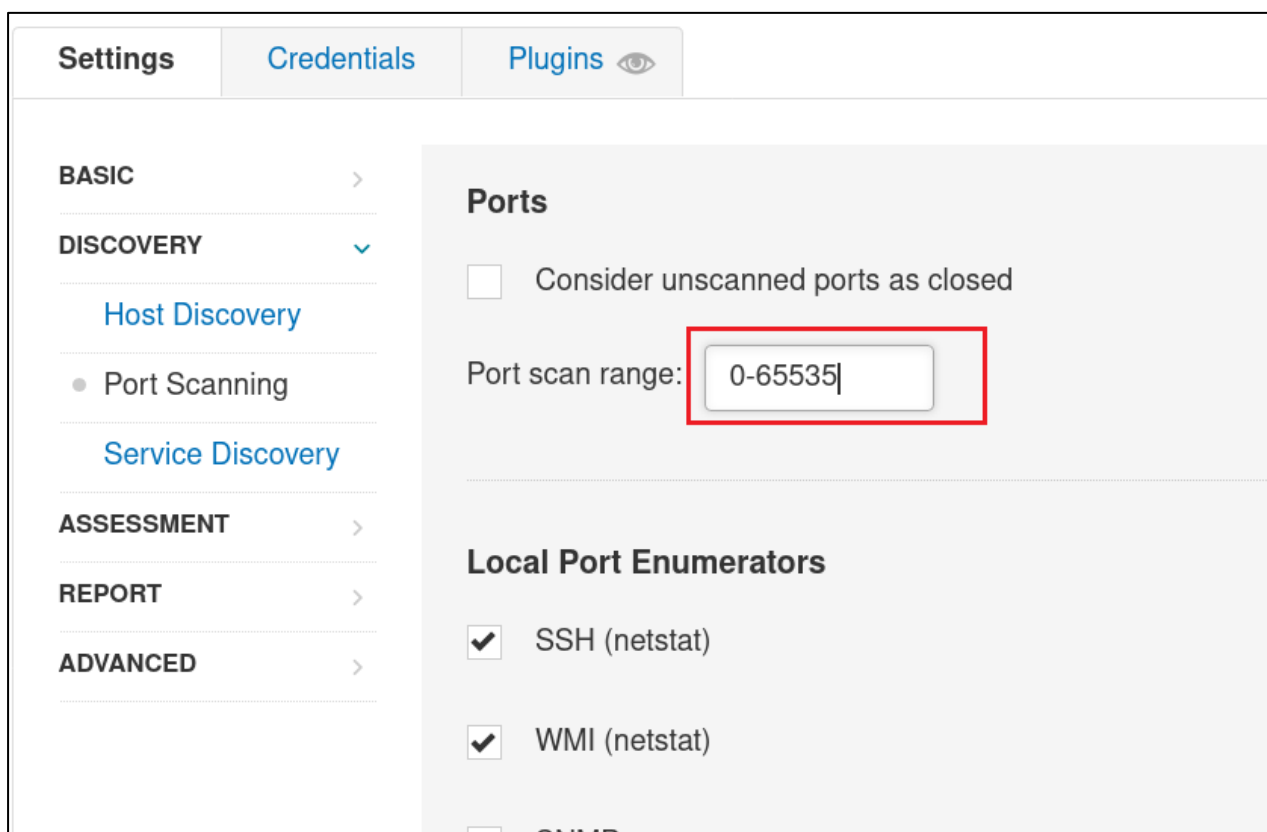 Settings
Credentials
Plugins
BASIC
DISCOVERY
Host Discovery
Port Scanning
Service Discovery
ASSESSMENT
REPORT
ADVANCED
Ports
Consider unscanned ports as closed
Port scan range: 0-65535
Local Port Enumerators
SSH (netstat)
WMI (netstat)